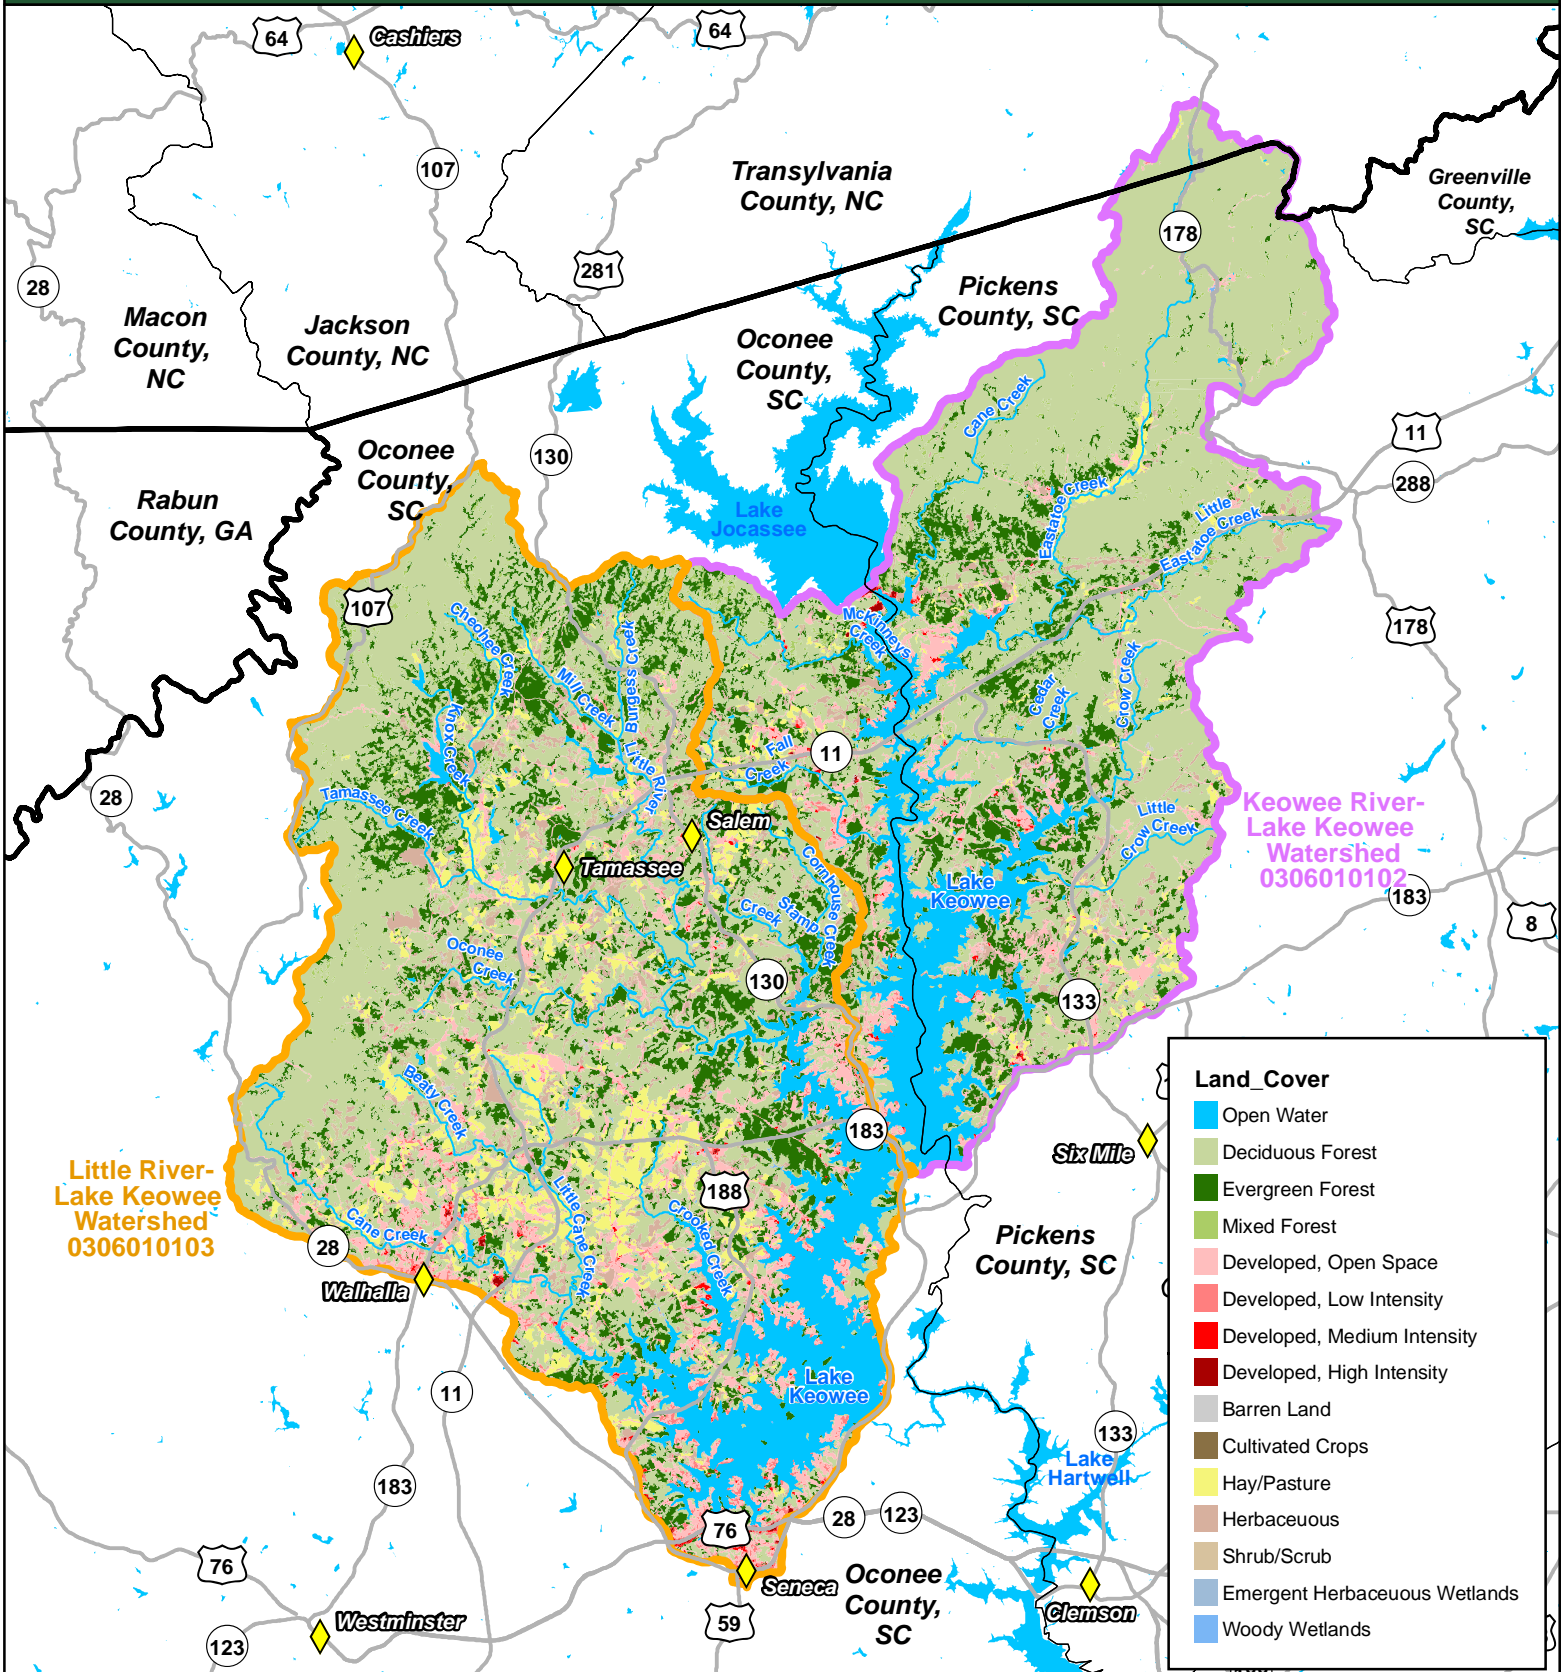 64
Cashiers
64
107
Transylvania
County, NC
Greenville
County,
SC
178
281
28
Pickens
County, SC
Macon
County,
NC
Jackson
County, NC
Oconee
County,
SC
Cane Creek
11
Oconee
County,
SC
130
288
Rabun
County, GA
Lake
Jocassee
Eastatoe Creek
Little
Eastatoe Creek
107
Cheohee Creek
McKinneys
Creek
178
Mill Creek
Burgess Creek
Cedar
Creek
Crow Creek
Knox Creek
Little River
Fall
Creek
11
28
Tamassee Creek
Salem
Little
Crow Creek
Keowee River-
Lake Keowee
Watershed
0306010102
183
Tamassee
Cornhouse Creek
Lake
Keowee
Stamp
Creek
8
Oconee
Creek
130
133
Beaty Creek
183
Six Mile
Little River-
Lake Keowee
Watershed
0306010103
188
Little Cane Creek
Crooked Creek
Cane Creek
28
Walhalla
Pickens
County, SC
Lake
Keowee
11
133
Lake
Hartwell
183
28
123
76
76
Seneca
Oconee
County,
SC
Clemson
59
Westminster
123
Land_Cover
Open Water
Deciduous Forest
Evergreen Forest
Mixed Forest
Developed, Open Space
Developed, Low Intensity
Developed, Medium Intensity
Developed, High Intensity
Barren Land
Cultivated Crops
Hay/Pasture
Herbaceous
Shrub/Scrub
Emergent Herbaceuous Wetlands
Woody Wetlands